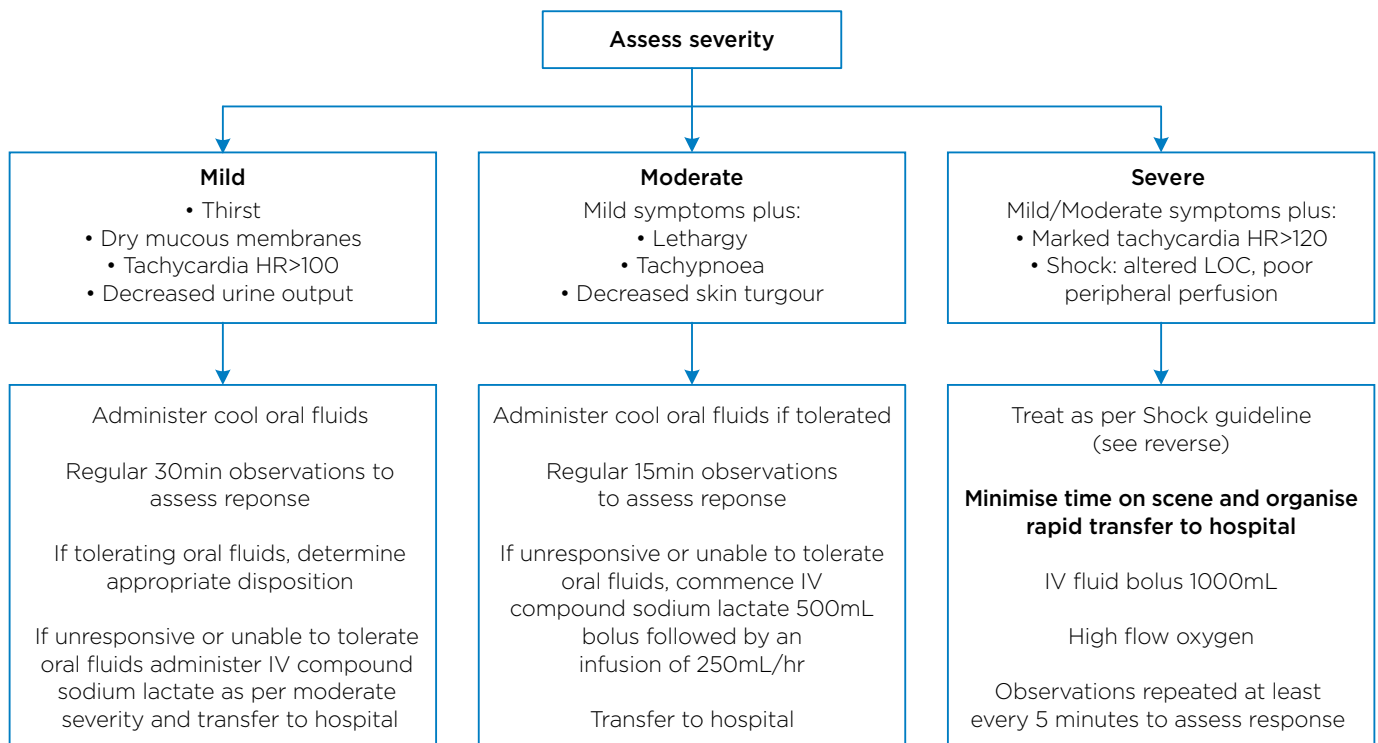 Assess severity
Mild
• Thirst
• Dry mucous membranes
• Tachycardia HR>100
• Decreased urine output
Moderate
Mild symptoms plus:
• Lethargy
• Tachypnoea
• Decreased skin turgour
Severe
Mild/Moderate symptoms plus:
• Marked tachycardia HR>120
• Shock: altered LOC, poor
peripheral perfusion
Administer cool oral fluids
Regular 30min observations to
assess reponse
If tolerating oral fluids, determine
appropriate disposition
If unresponsive or unable to tolerate
oral fluids administer IV compound
sodium lactate as per moderate
severity and transfer to hospital
Administer cool oral fluids if tolerated
Regular 15min observations
to assess reponse
If unresponsive or unable to tolerate
oral fluids, commence IV
compound sodium lactate 500mL
bolus followed by an
infusion of 250mL/hr
Transfer to hospital
Treat as per Shock guideline
(see reverse)
Minimise time on scene and organise
rapid transfer to hospital
IV fluid bolus 1000mL
High flow oxygen
Observations repeated at least
every 5 minutes to assess response